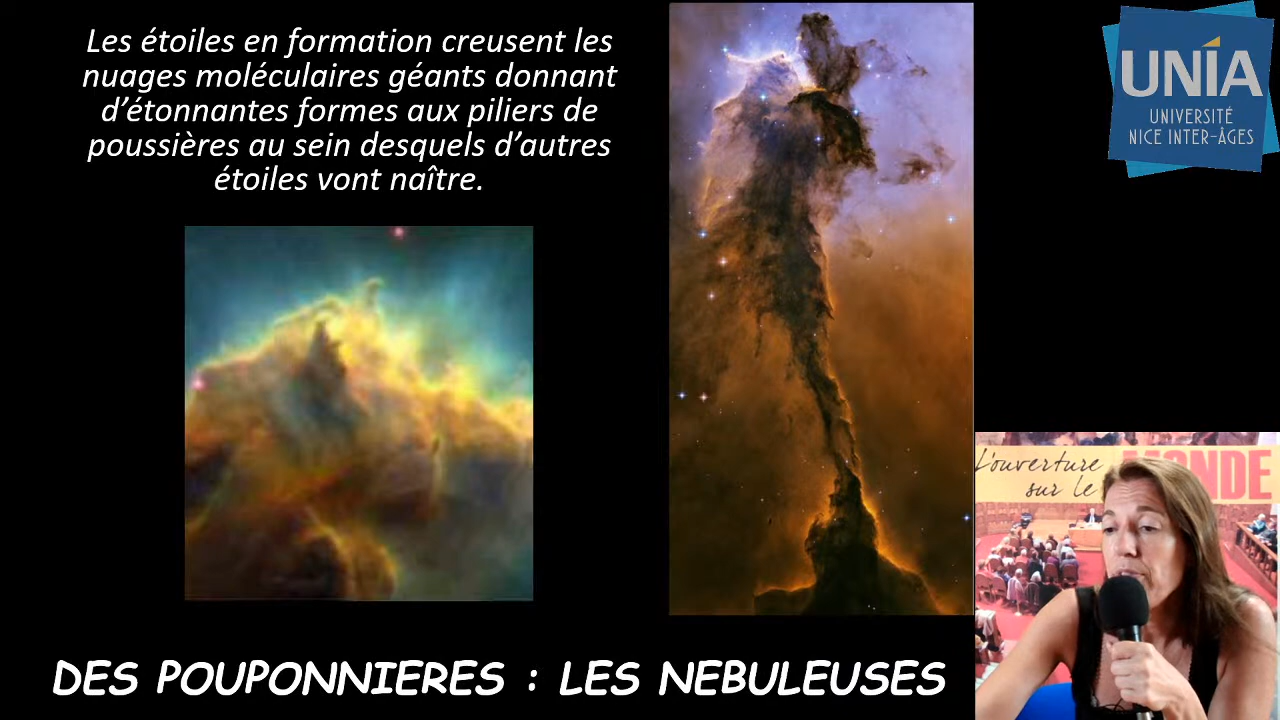 Les étoiles en formation creusent les
nuages moléculaires géants donnant
d'étonnantes formes aux piliers de
poussières au sein desquels d'autres
étoiles vont naître.
UNIA
UNIVERSITÉ
NICE INTER-ÂGES
L'ouverture
sur le MONDE
DES POUPONNIERES : LES NEBULEUSES